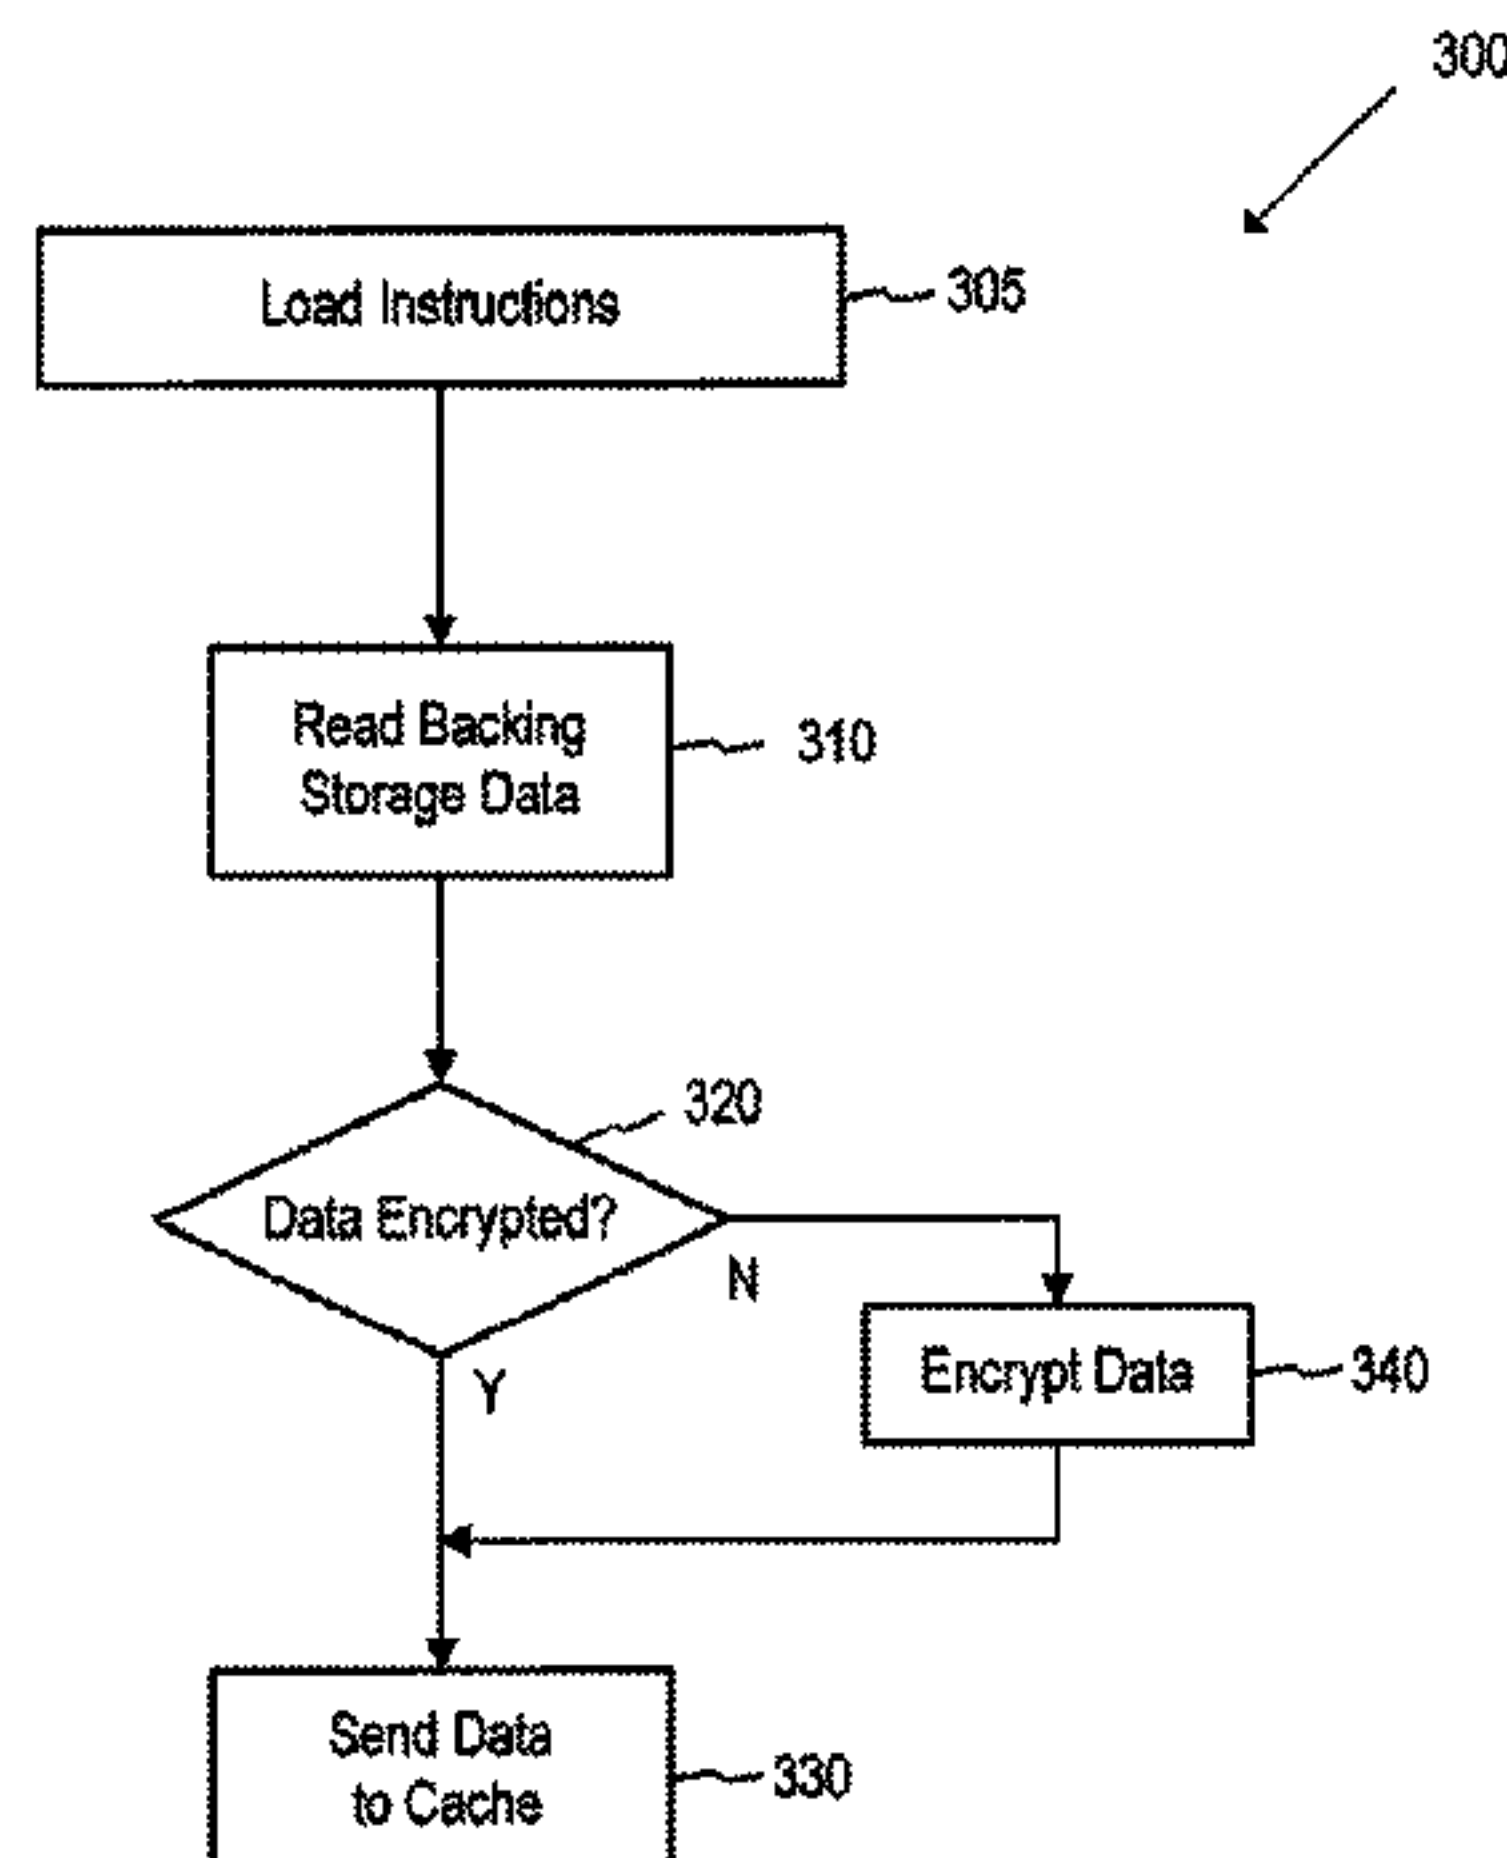 300
Load Instructions
305
Read Backing
Storage Data
310
320
Data Encrypted?
N
Y
Encrypt Data
340
Send Data
to Cache
330